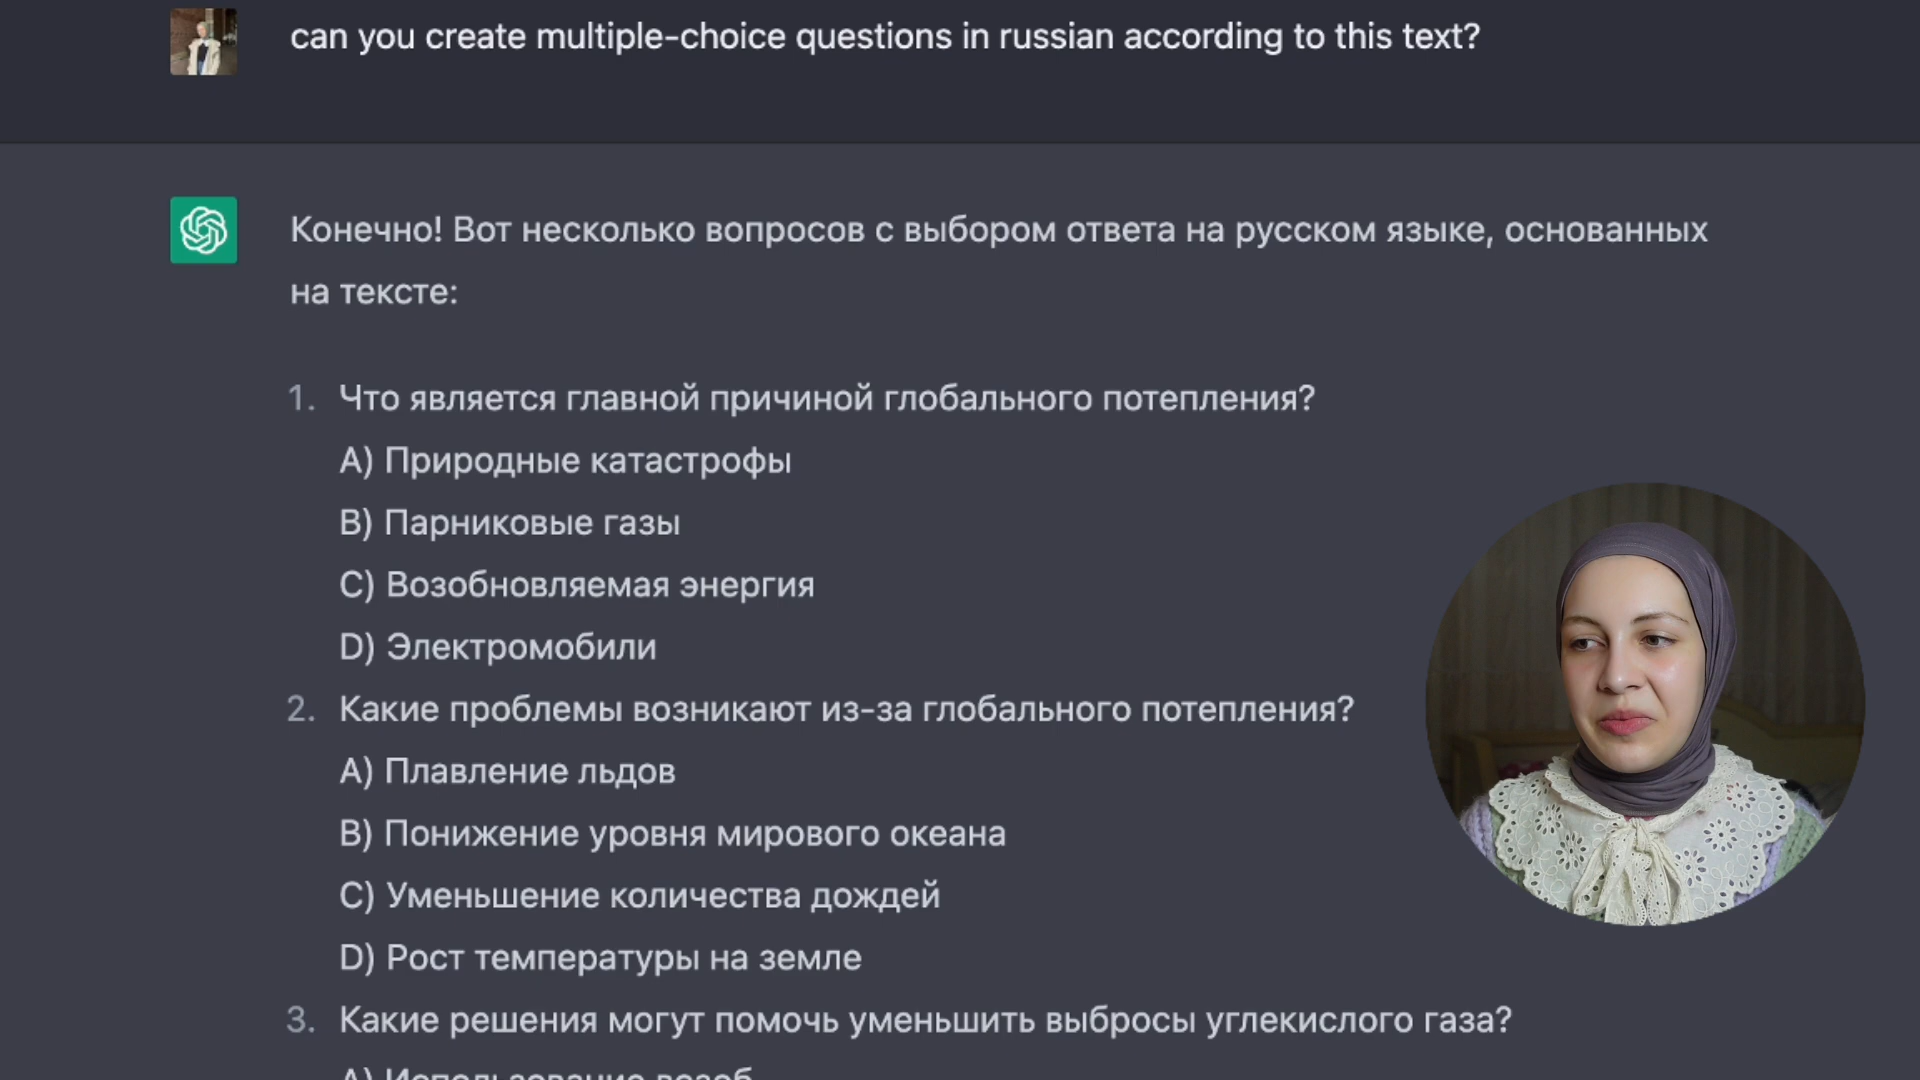 can you create multiple-choice questions in russian according to this text?
Конечно! Вот несколько вопросов с выбором ответа на русском языке, основанных
на тексте:
1. Что является главной причиной глобального потепления?
A) Природные катастрофы
B) Парниковые газы
C) Возобновляемая энергия
D) Электромобили
2. Какие проблемы возникают из-за глобального потепления?
A) Плавление льдов
B) Понижение уровня мирового океана
C) Уменьшение количества дождей
D) Рост температуры на земле
3. Какие решения могут помочь уменьшить выбросы углекислого газа?
A) Использование возоб